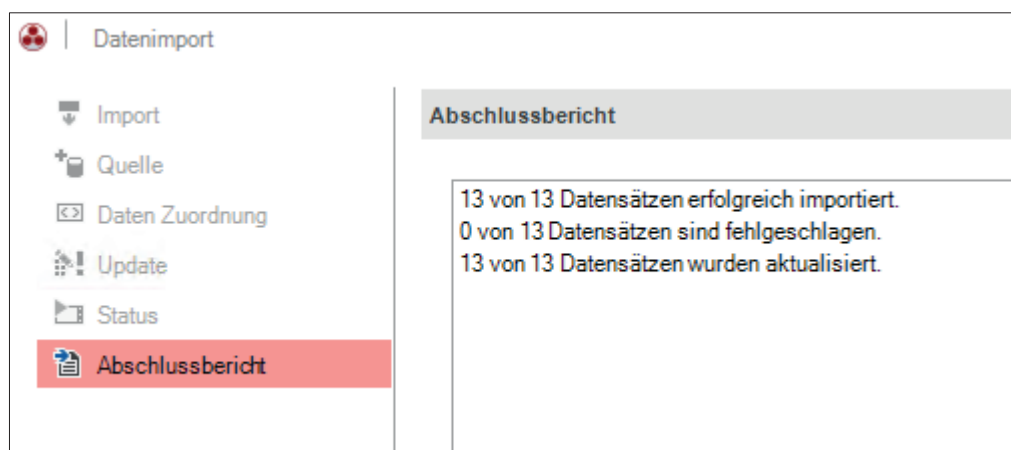 Datenimport
Import
Quelle
Daten Zuordnung
Update
Status
Abschlussbericht
Abschlussbericht
13 von 13 Datensätzen erfolgreich importiert.
0 von 13 Datensätzen sind fehlgeschlagen.
13 von 13 Datensätzen wurden aktualisiert.